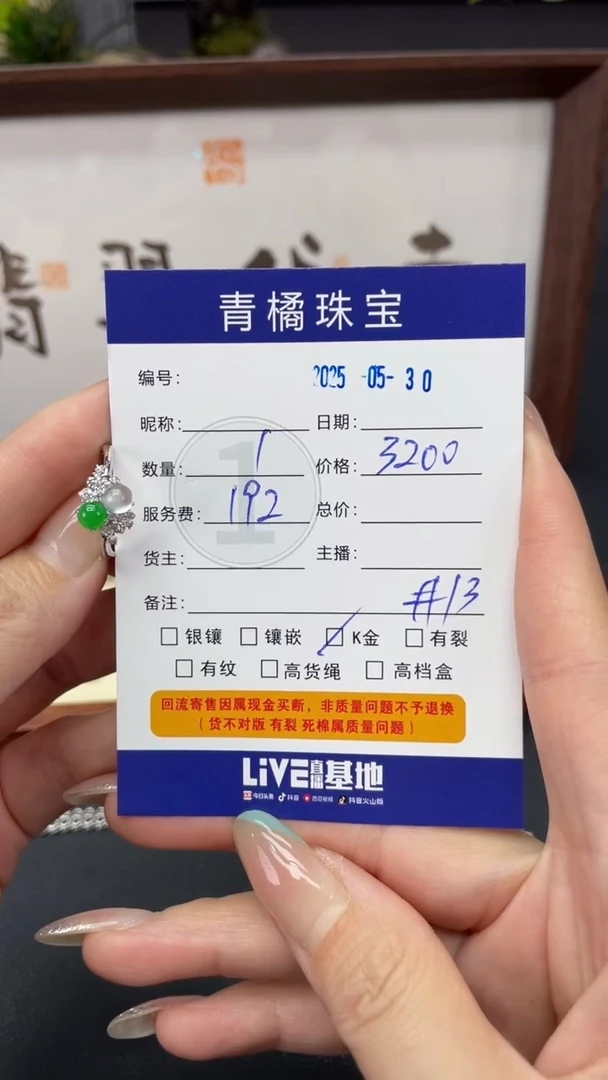 翡翠
青橘珠宝
编号: 2025-05-30
昵称: 日期:
数量: 1 价格: 3200
服务费: 192 总价:
货主: 主播:
备注: #13
1
□银镶 □镶嵌 □K金 □有裂
□有纹 □高货绳 □高档盒
回流寄售因属现金买断，非质量问题不予退换
（货不对版 有裂 死棉属质量问题）
LiVE直播基地
今日头条 抖音 西瓜视频 抖音火山版